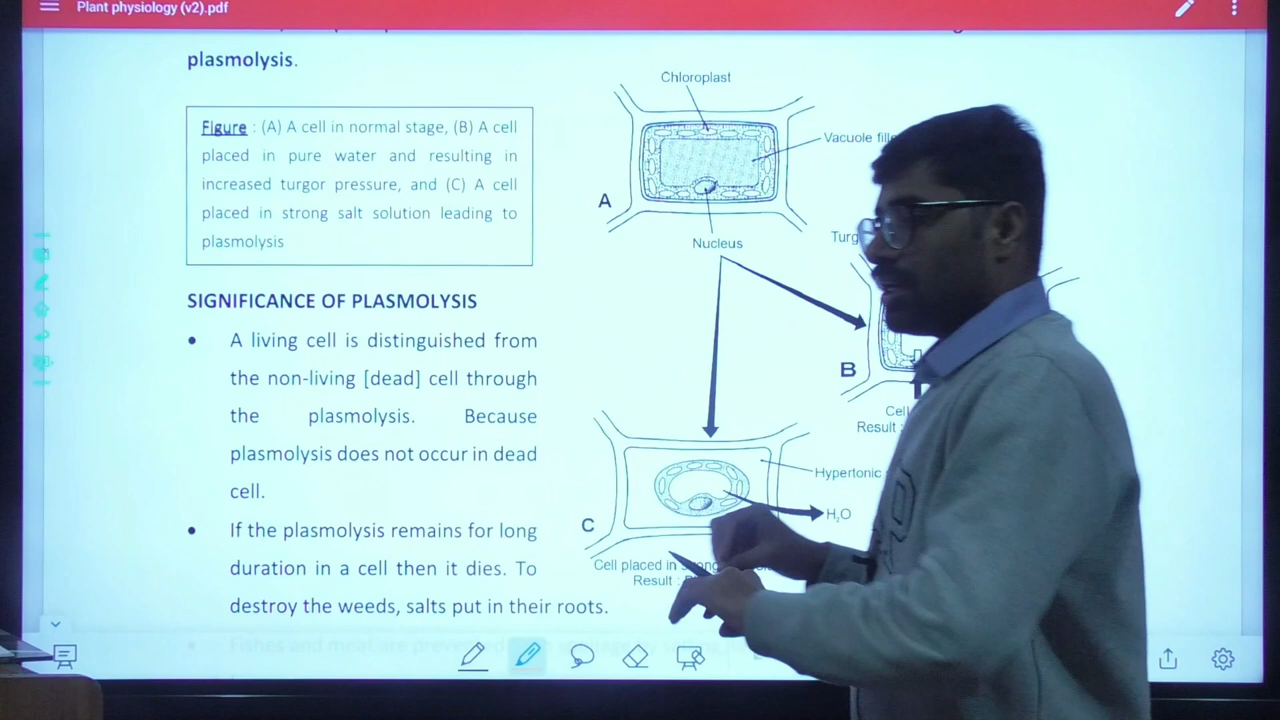 Plant physiology (v2).pdf
plasmolysis.
Figure : (A) A cell in normal stage, (B) A cell
placed in pure water and resulting in
increased turgor pressure, and (C) A cell
placed in strong salt solution leading to
plasmolysis
Chloroplast
Vacuole
A
Nucleus
B
Cell
Result :
SIGNIFICANCE OF PLASMOLYSIS
• A living cell is distinguished from
the non-living [dead] cell through
the plasmolysis. Because
plasmolysis does not occur in dead
cell.
Hypertonic
H₂O
C
Cell placed in
Result :
• If the plasmolysis remains for long
duration in a cell then it dies. To
destroy the weeds, salts put in their roots.
• Fishes and meat are